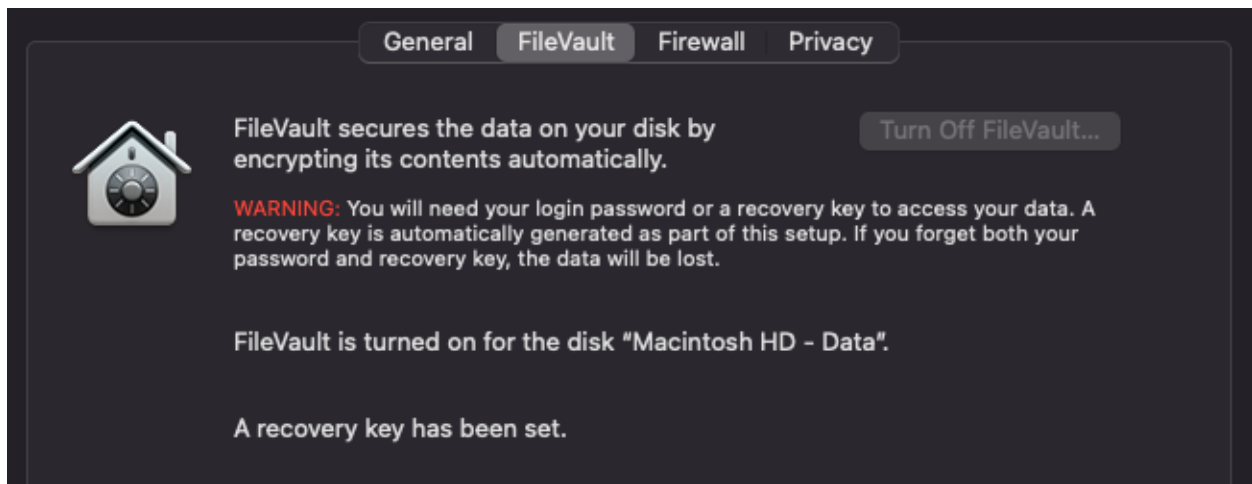 General FileVault Firewall Privacy
FileVault secures the data on your disk by
encrypting its contents automatically.
Turn Off FileVault...
WARNING: You will need your login password or a recovery key to access your data. A
recovery key is automatically generated as part of this setup. If you forget both your
password and recovery key, the data will be lost.
FileVault is turned on for the disk “Macintosh HD - Data”.
A recovery key has been set.